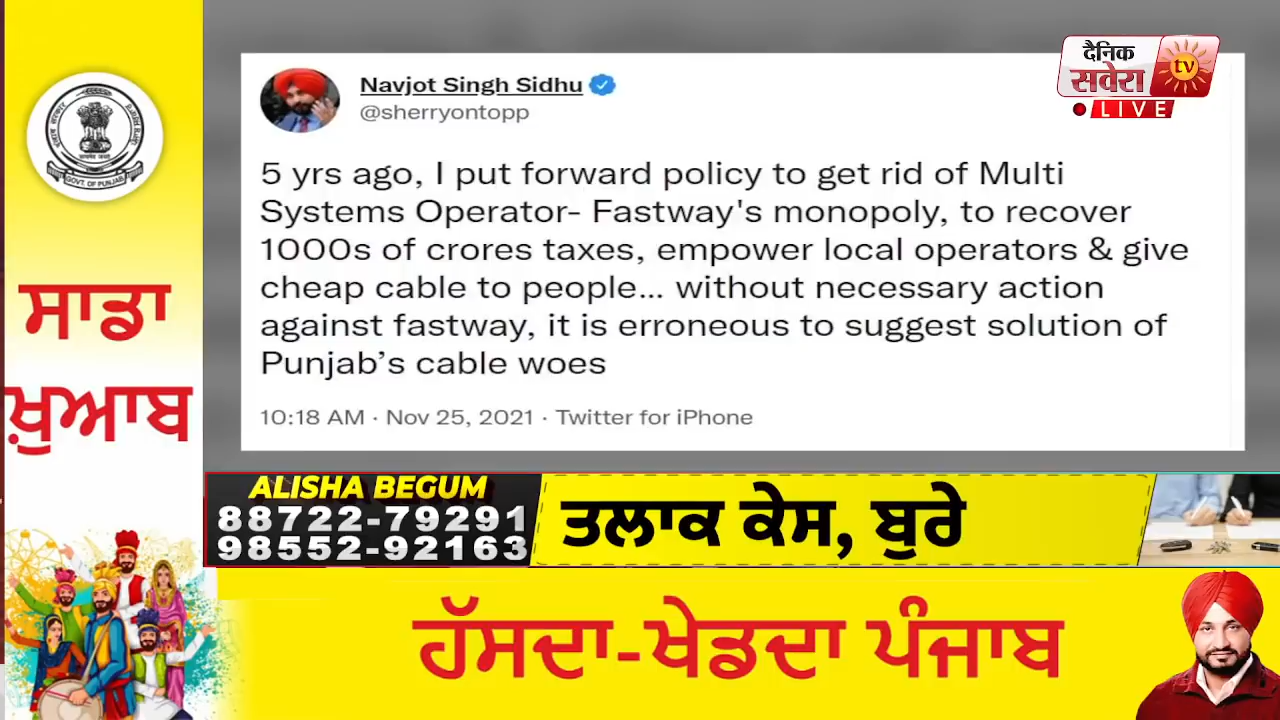 Navjot Singh Sidhu
@sherryontopp
5 yrs ago, I put forward policy to get rid of Multi
Systems Operator- Fastway's monopoly, to recover
1000s of crores taxes, empower local operators & give
cheap cable to people... without necessary action
against fastway, it is erroneous to suggest solution of
Punjab’s cable woes
10:18 AM · Nov 25, 2021 · Twitter for iPhone
दैनिक
सवेरा tv
LIVE
GOVT. OF PUNJAB
ਸਾਡਾ
ਖ਼ੁਆਬ
ALISHA BEGUM
88722-79291
98552-92163
ਤਲਾਕ ਕੇਸ, ਬੁਰੇ
ਹੱਸਦਾ-ਖੇਡਦਾ ਪੰਜਾਬ